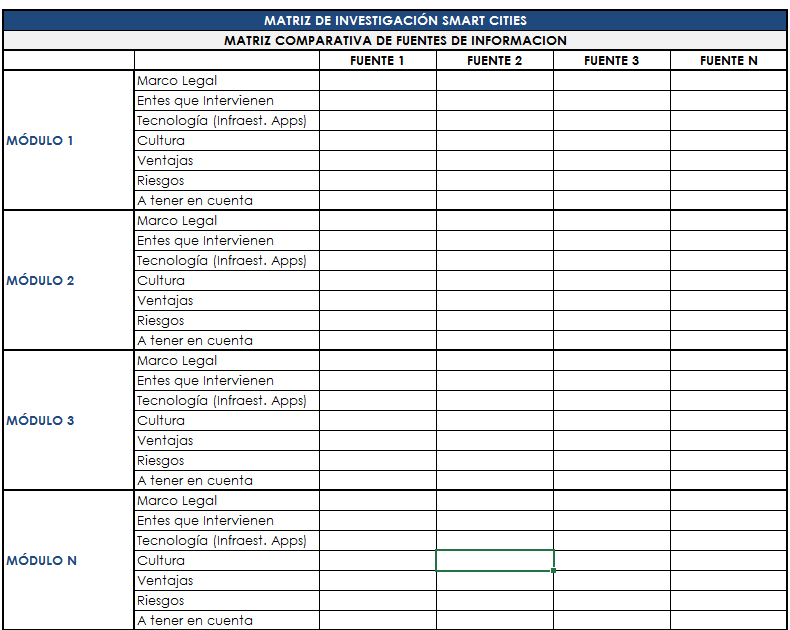 MATRIZ DE INVESTIGACIÓN SMART CITIES
MATRIZ COMPARATIVA DE FUENTES DE INFORMACION
FUENTE 1 FUENTE 2 FUENTE 3 FUENTE N
MÓDULO 1
Marco Legal
Entes que Intervienen
Tecnología (Infraest. Apps)
Cultura
Ventajas
Riesgos
A tener en cuenta
MÓDULO 2
Marco Legal
Entes que Intervienen
Tecnología (Infraest. Apps)
Cultura
Ventajas
Riesgos
A tener en cuenta
MÓDULO 3
Marco Legal
Entes que Intervienen
Tecnología (Infraest. Apps)
Cultura
Ventajas
Riesgos
A tener en cuenta
MÓDULO N
Marco Legal
Entes que Intervienen
Tecnología (Infraest. Apps)
Cultura
Ventajas
Riesgos
A tener en cuenta